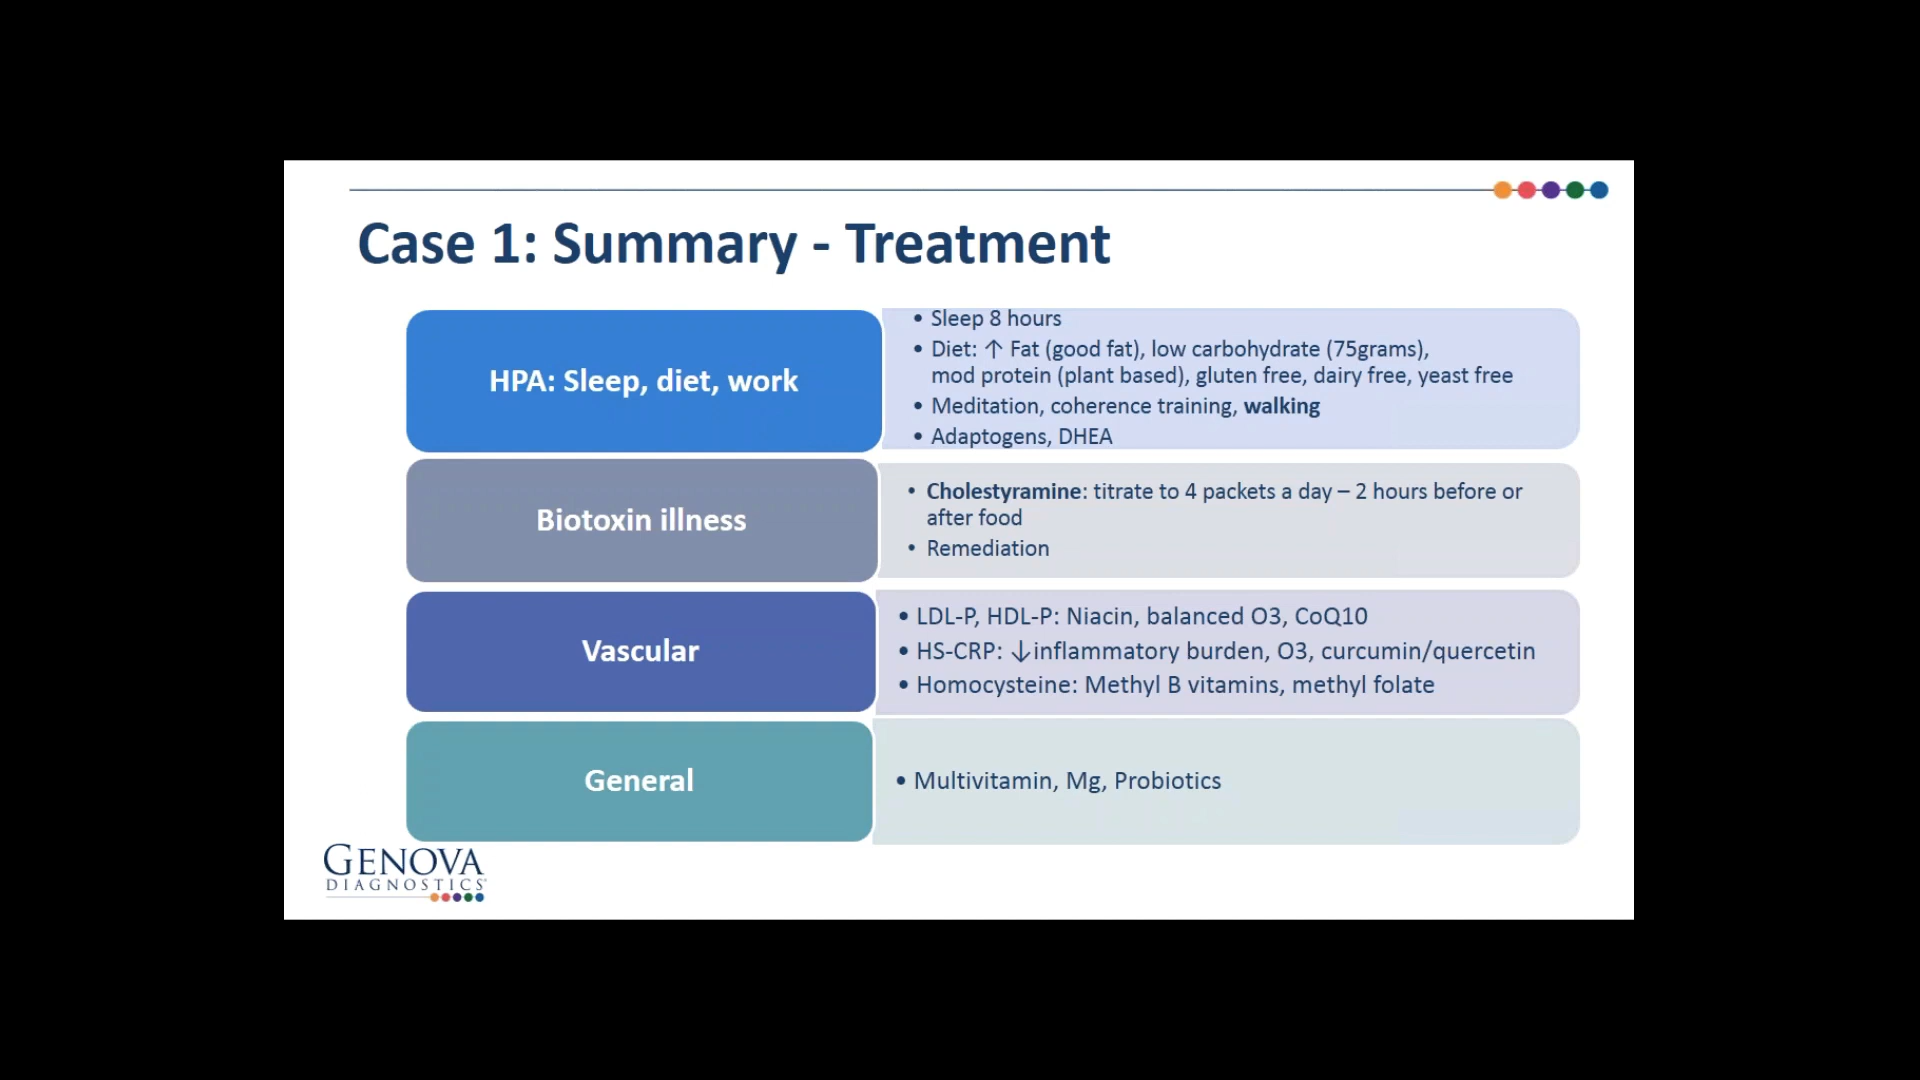 Case 1: Summary - Treatment
HPA: Sleep, diet, work
• Sleep 8 hours
• Diet: ↑ Fat (good fat), low carbohydrate (75grams),
mod protein (plant based), gluten free, dairy free, yeast free
• Meditation, coherence training, walking
• Adaptogens, DHEA
Biotoxin illness
• Cholestyramine: titrate to 4 packets a day – 2 hours before or
after food
• Remediation
Vascular
• LDL-P, HDL-P: Niacin, balanced O3, CoQ10
• HS-CRP: ↓inflammatory burden, O3, curcumin/quercetin
• Homocysteine: Methyl B vitamins, methyl folate
General
• Multivitamin, Mg, Probiotics
GENOVA
DIAGNOSTICS